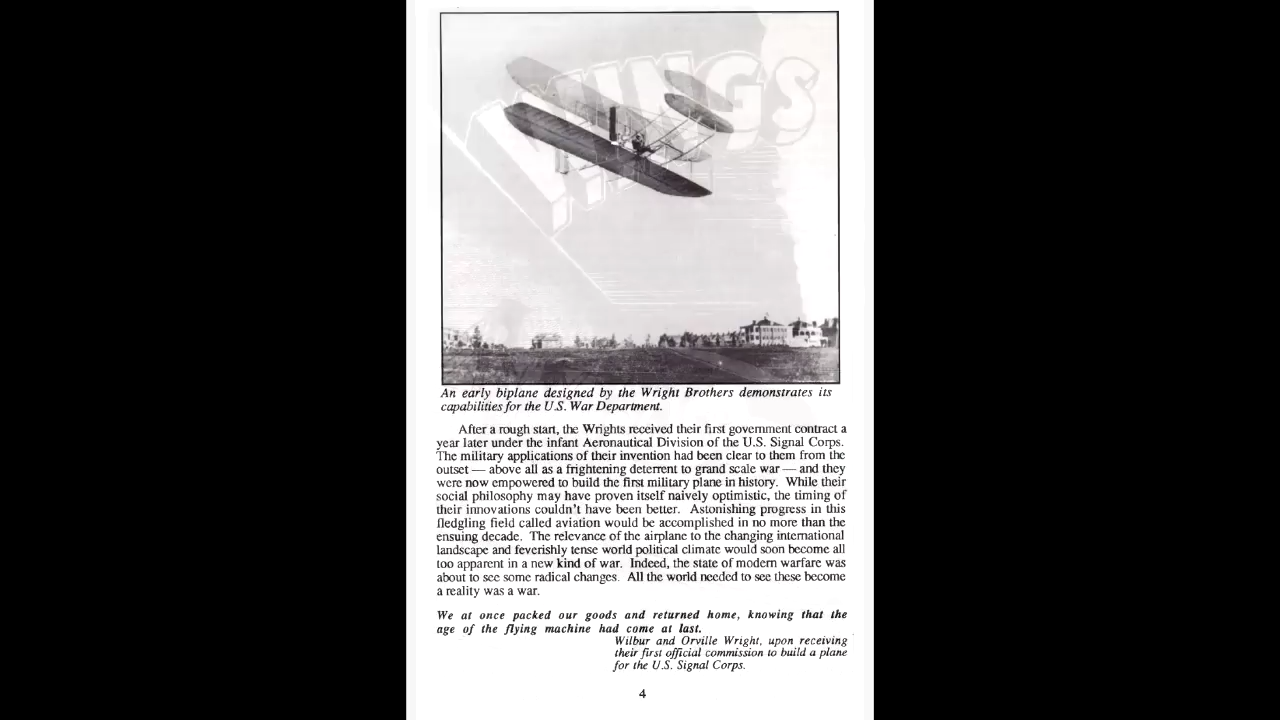 WINGS
An early biplane designed by the Wright Brothers demonstrates its
capabilities for the U.S. War Department.
After a rough start, the Wrights received their first government contract a
year later under the infant Aeronautical Division of the U.S. Signal Corps.
The military applications of their invention had been clear to them from the
outset — above all as a frightening deterrent to grand scale war — and they
were now empowered to build the first military plane in history. While their
social philosophy may have proven itself naively optimistic, the timing of
their innovations couldn't have been better. Astonishing progress in this
fledgling field called aviation would be accomplished in no more than the
ensuing decade. The relevance of the airplane to the changing international
landscape and feverishly tense world political climate would soon become all
too apparent in a new kind of war. Indeed, the state of modern warfare was
about to see some radical changes. All the world needed to see these become
a reality was a war.
We at once packed our goods and returned home, knowing that the
age of the flying machine had come at last.
Wilbur and Orville Wright, upon receiving
their first official commission to build a plane
for the U.S. Signal Corps.
4